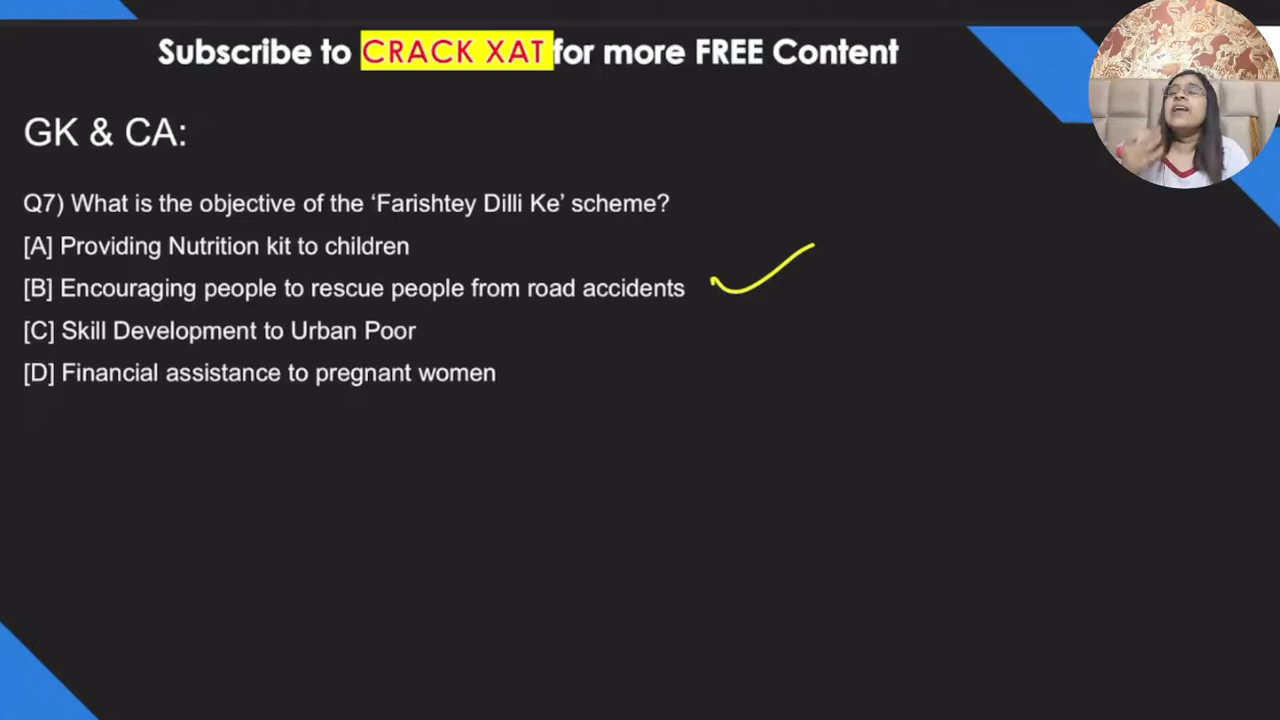 Subscribe to CRACK XAT for more FREE Content
GK & CA:
Q7) What is the objective of the ‘Farishtey Dilli Ke’ scheme?
[A] Providing Nutrition kit to children
[B] Encouraging people to rescue people from road accidents
[C] Skill Development to Urban Poor
[D] Financial assistance to pregnant women